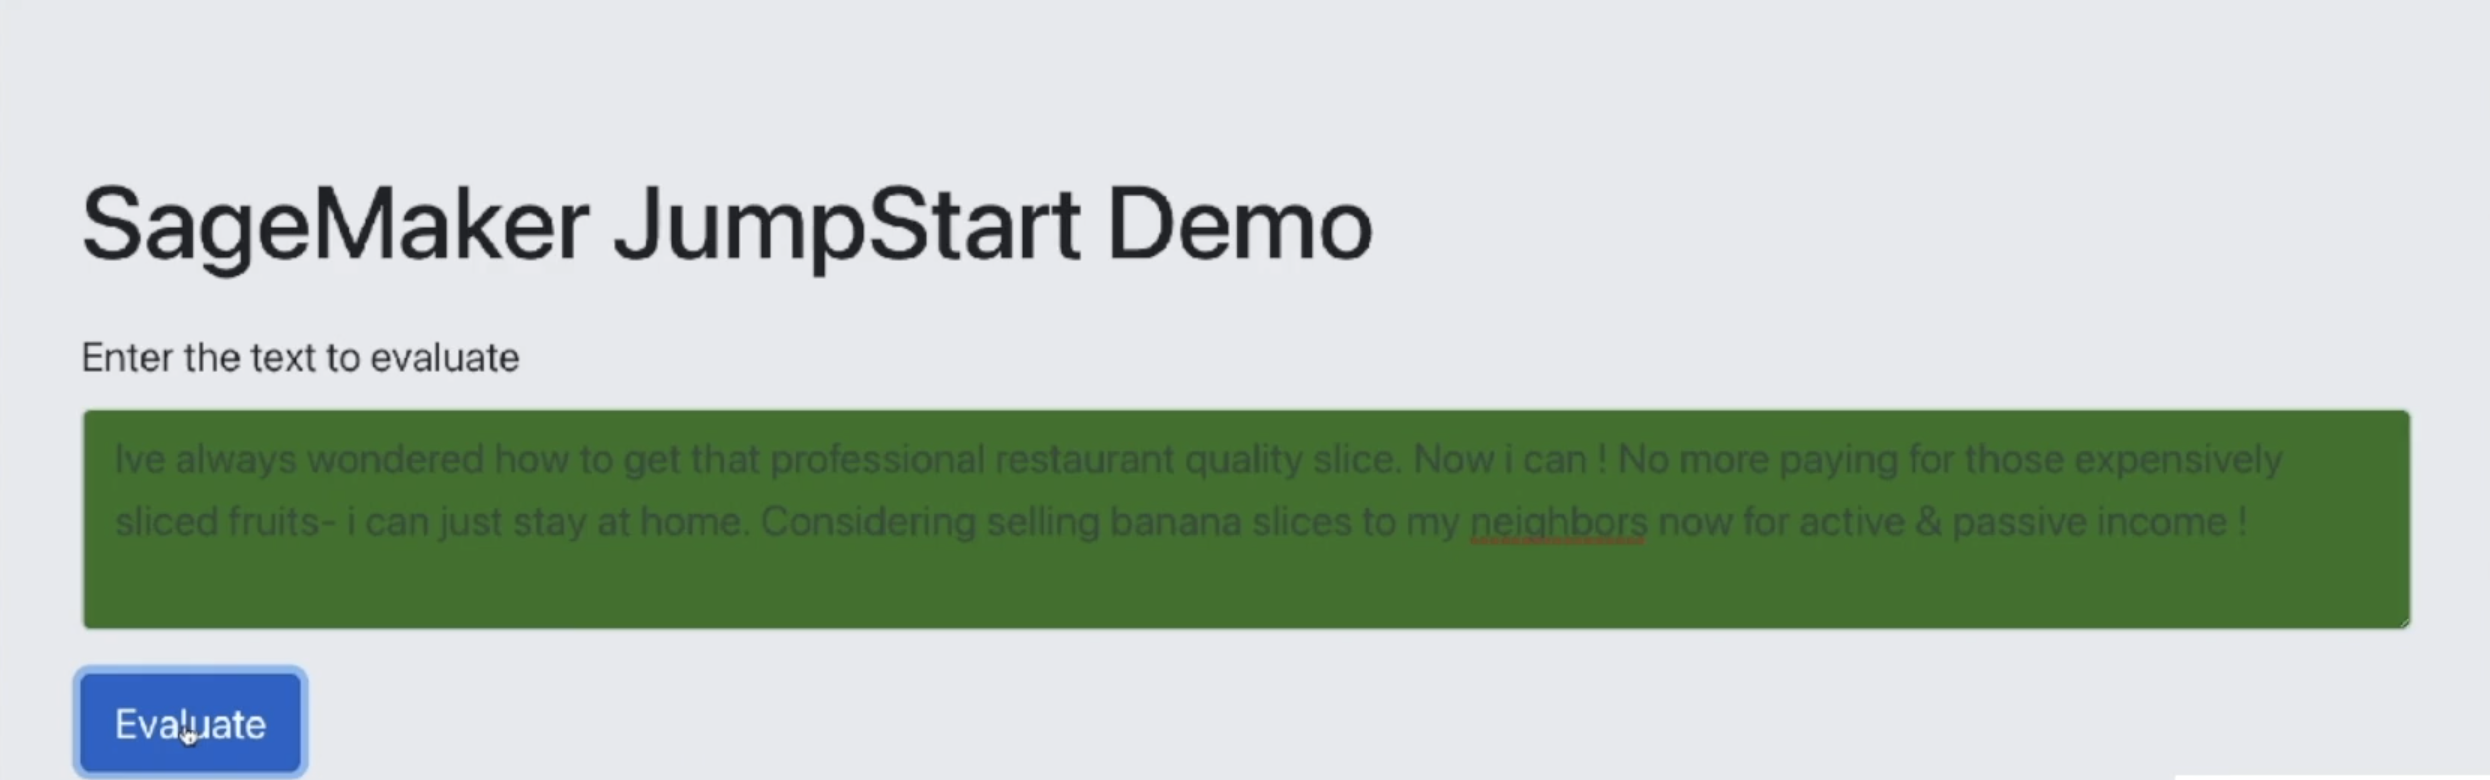 SageMaker JumpStart Demo
Enter the text to evaluate
Ive always wondered how to get that professional restaurant quality slice. Now i can ! No more paying for those expensively
sliced fruits- i can just stay at home. Considering selling banana slices to my neighbors now for active & passive income !
Evaluate